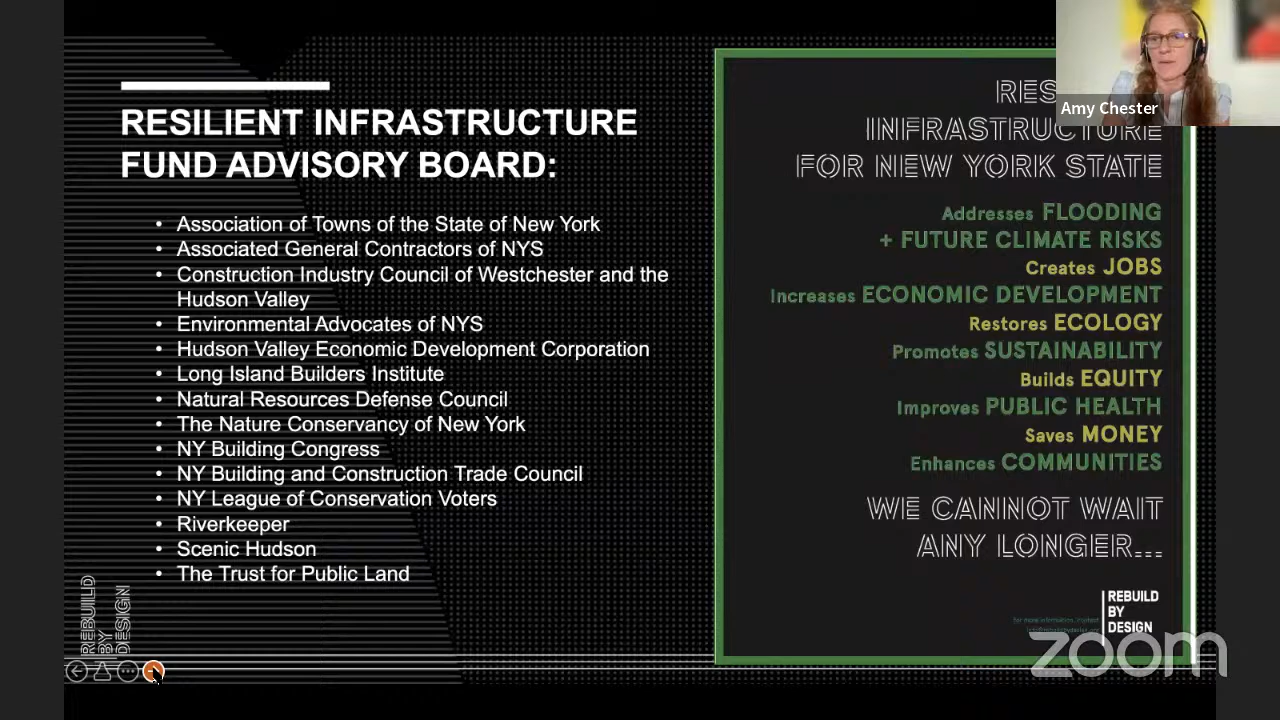 RESILIENT INFRASTRUCTURE
FUND ADVISORY BOARD:
• Association of Towns of the State of New York
• Associated General Contractors of NYS
• Construction Industry Council of Westchester and the
Hudson Valley
• Environmental Advocates of NYS
• Hudson Valley Economic Development Corporation
• Long Island Builders Institute
• Natural Resources Defense Council
• The Nature Conservancy of New York
• NY Building Congress
• NY Building and Construction Trade Council
• NY League of Conservation Voters
• Riverkeeper
• Scenic Hudson
• The Trust for Public Land
REBUILD
BY
DESIGN
Amy Chester
INFRASTRUCTURE
FOR NEW YORK STATE
Addresses FLOODING
+ FUTURE CLIMATE RISKS
Creates JOBS
Increases ECONOMIC DEVELOPMENT
Restores ECOLOGY
Promotes SUSTAINABILITY
Builds EQUITY
Improves PUBLIC HEALTH
Saves MONEY
Enhances COMMUNITIES
WE CANNOT WAIT
ANY LONGER...
REBUILD
BY
DESIGN
zoom